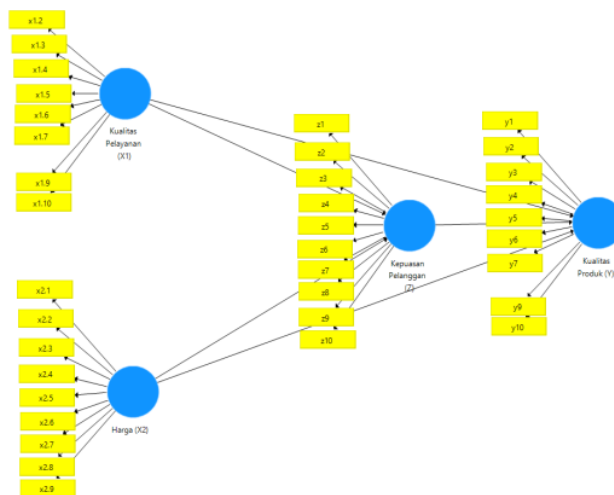 x1.2
x1.3
x1.4
x1.5
x1.6
x1.7
x1.9
x1.10
Kualitas
Pelayanan
(X1)
x2.1
x2.2
x2.3
x2.4
x2.5
x2.6
x2.7
x2.8
x2.9
Harga (X2)
z1
z2
z3
z4
z5
z6
z7
z8
z9
z10
Kepuasan
Pelanggan
(Z)
y1
y2
y3
y4
y5
y6
y7
y9
y10
Kualitas
Produk (Y)